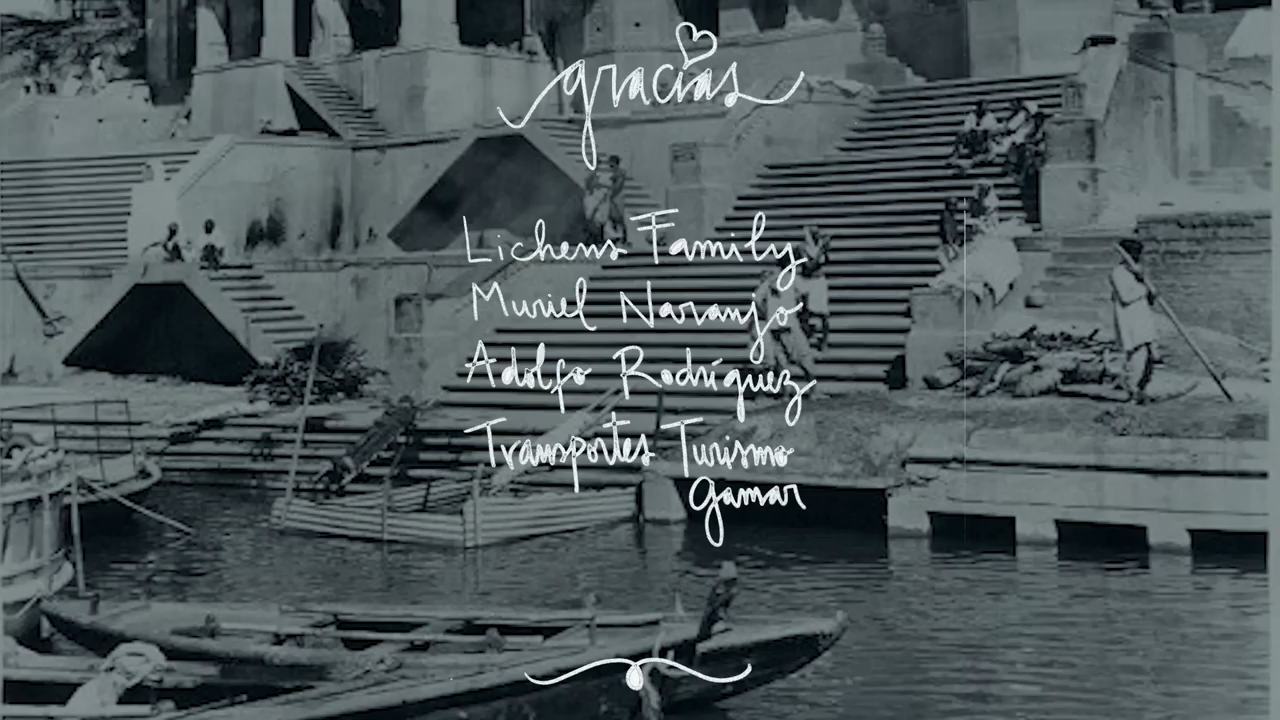 gracias
Lichens Family
Muriel Naranjo
Adolfo Rodríguez
Transportes Turismo
gamar